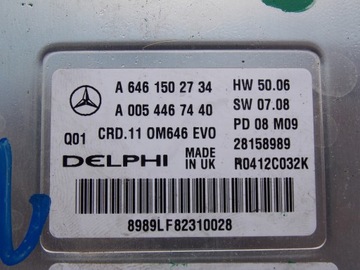 A 646 150 27 34 HW 50.06
A 005 446 74 40 SW 07.08
Q01 CRD.11 OM646 EVO PD 08 M09
DELPHI MADE IN UK 28158989
R0412C032K
8989LF82310028